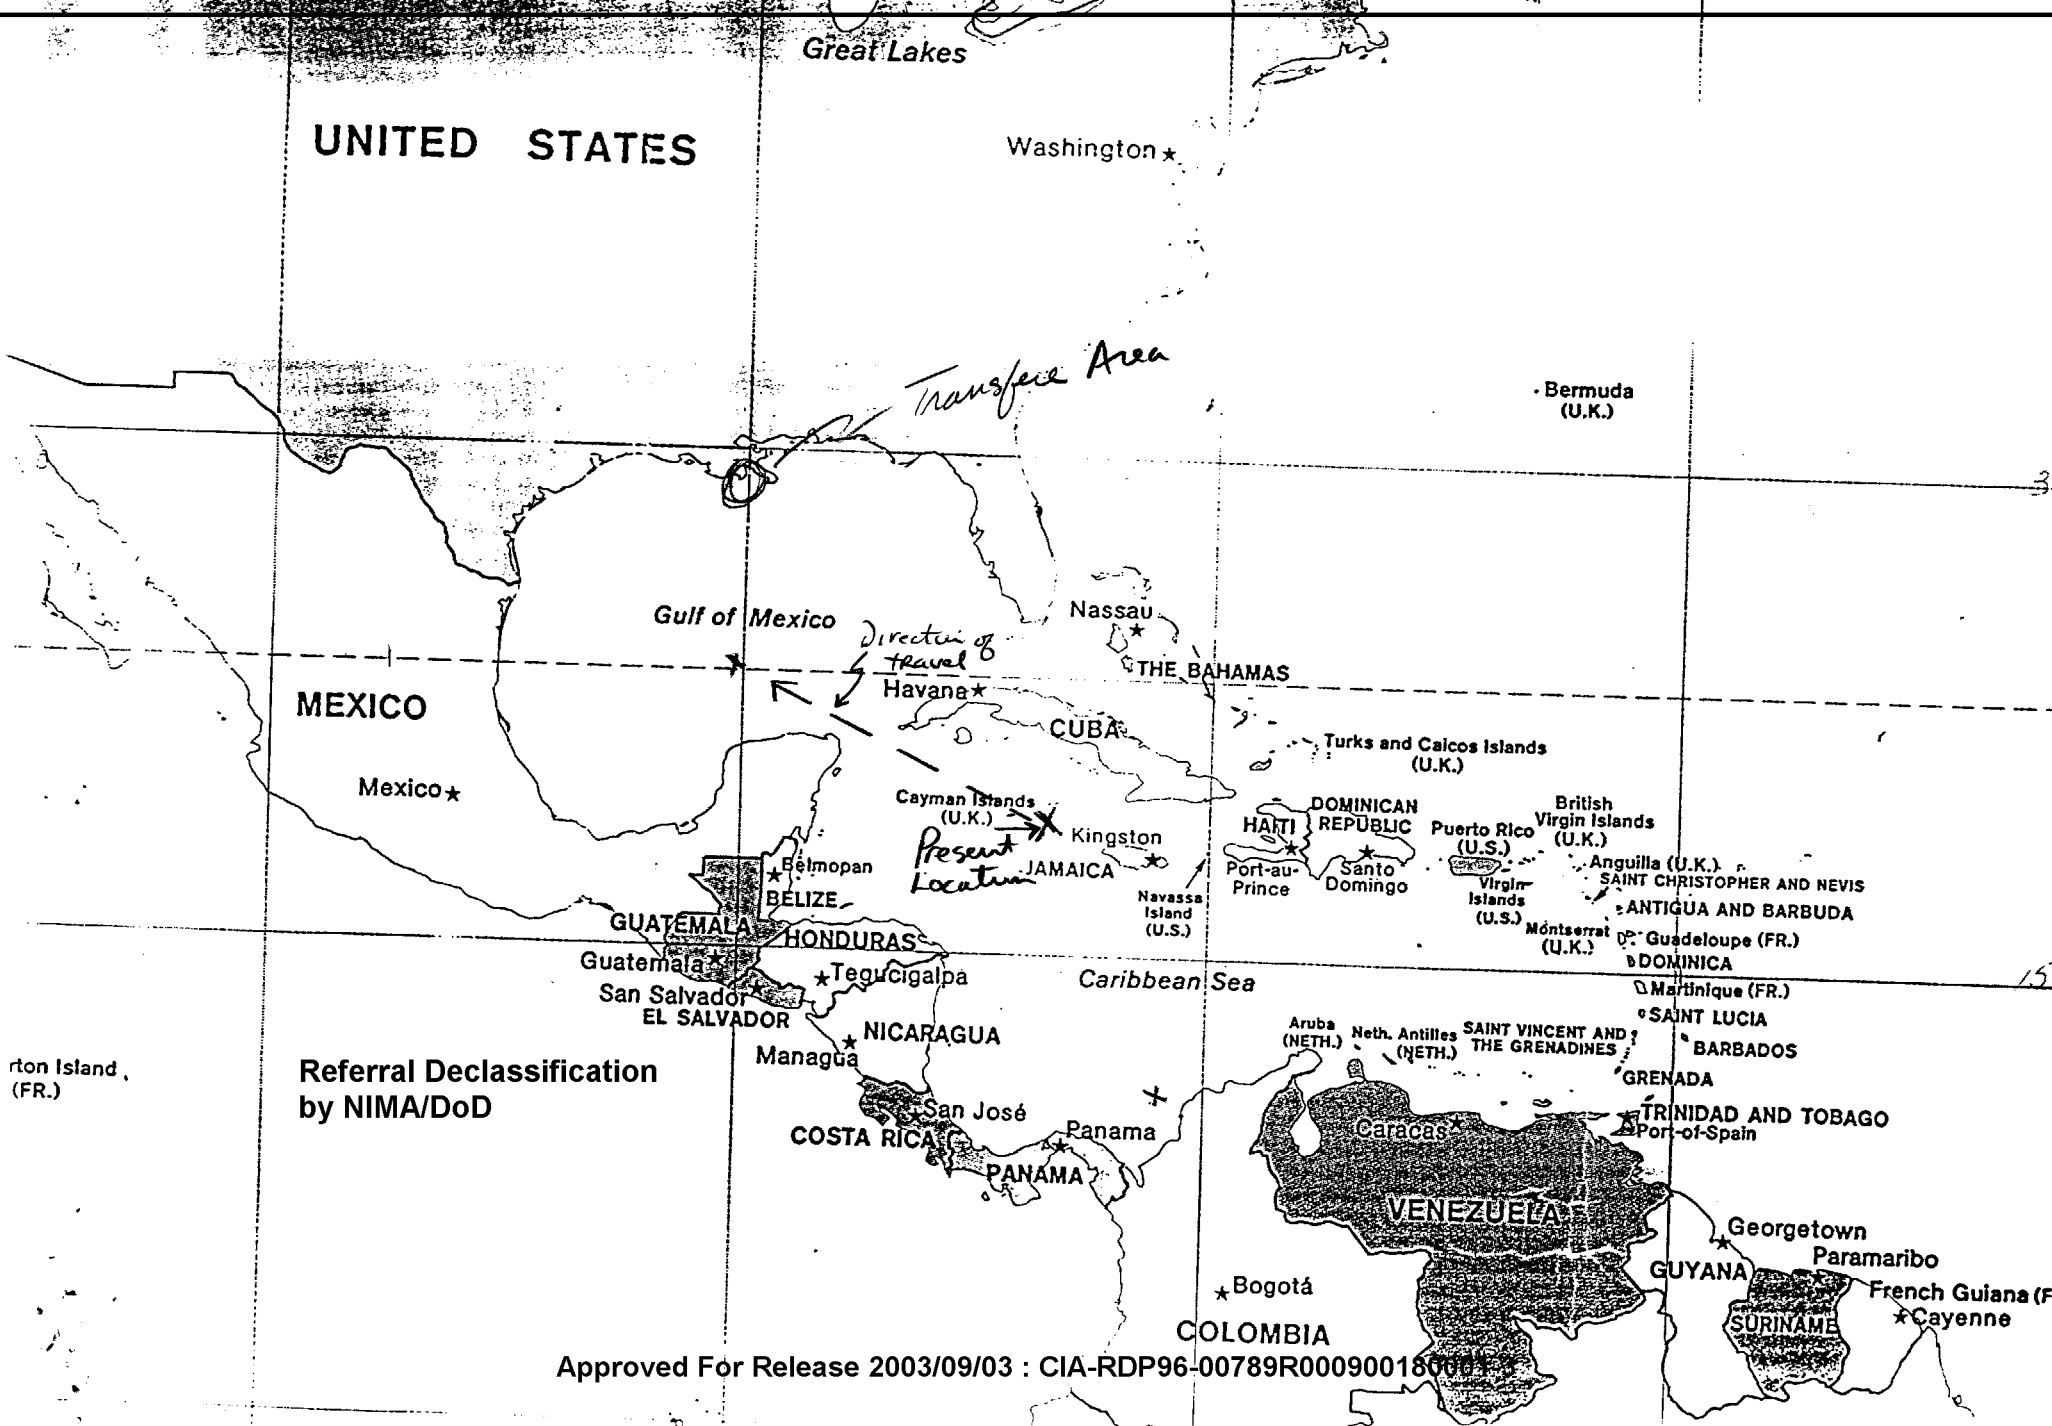 Great Lakes
UNITED STATES
Washington
Transfere Area
Bermuda
(U.K.)
3
Gulf of Mexico
Direction of
travel
Nassau
THE BAHAMAS
Havana
MEXICO
CUBA
Turks and Caicos Islands
(U.K.)
Mexico
Cayman Islands
(U.K.)
Present
Location
Kingston
JAMAICA
Navassa
Island
(U.S.)
HAITI
Port-au-
Prince
DOMINICAN
REPUBLIC
Santo
Domingo
Puerto Rico
(U.S.)
British
Virgin Islands
(U.K.)
Virgin
Islands
(U.S.)
Anguilla (U.K.)
SAINT CHRISTOPHER AND NEVIS
ANTIGUA AND BARBUDA
Montserrat
(U.K.)
Guadeloupe (FR.)
DOMINICA
15
Martinique (FR.)
SAINT LUCIA
BARBADOS
SAINT VINCENT AND
THE GRENADINES
GRENADA
TRINIDAD AND TOBAGO
Port-of-Spain
Aruba
(NETH.)
Neth. Antilles
(NETH.)
Caribbean Sea
Belmopan
BELIZE
GUATEMALA
Guatemala
HONDURAS
Tegucigalpa
San Salvador
EL SALVADOR
NICARAGUA
Managua
San José
COSTA RICA
Panama
PANAMA
rton Island
(FR.)
Referral Declassification
by NIMA/DoD
Caracas
VENEZUELA
Georgetown
GUYANA
Paramaribo
SURINAME
French Guiana (F
Cayenne
Bogotá
COLOMBIA
Approved For Release 2003/09/03 : CIA-RDP96-00789R000900180001-3